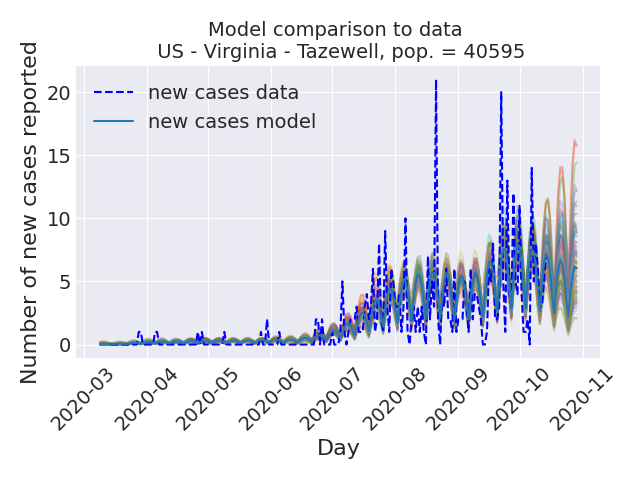 Model comparison to data
US - Virginia - Tazewell, pop. = 40595
Number of new cases reported
20
15
10
5
0
new cases data
new cases model
2020-03
2020-04
2020-05
2020-06
2020-07
2020-08
2020-09
2020-10
2020-11
Day